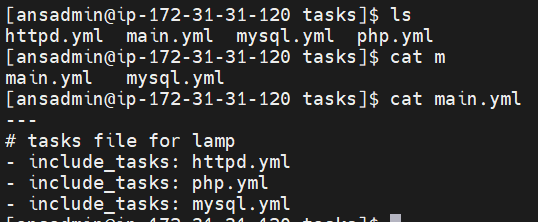 [ansadmin@ip-172-31-31-120 tasks]$ ls
httpd.yml  main.yml  mysql.yml  php.yml
[ansadmin@ip-172-31-31-120 tasks]$ cat m
main.yml   mysql.yml
[ansadmin@ip-172-31-31-120 tasks]$ cat main.yml
---
# tasks file for lamp
- include_tasks: httpd.yml
- include_tasks: php.yml
- include_tasks: mysql.yml
[ansadmin@ip-172-31-31-120 tasks]$